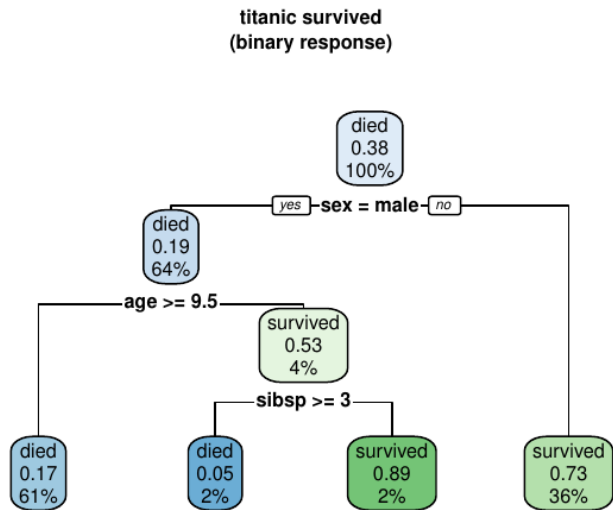 titanic survived
(binary response)
died
0.38
100%
yes sex = male no
died
0.19
64%
age >= 9.5
survived
0.53
4%
sibsp >= 3
died
0.17
61%
died
0.05
2%
survived
0.89
2%
survived
0.73
36%